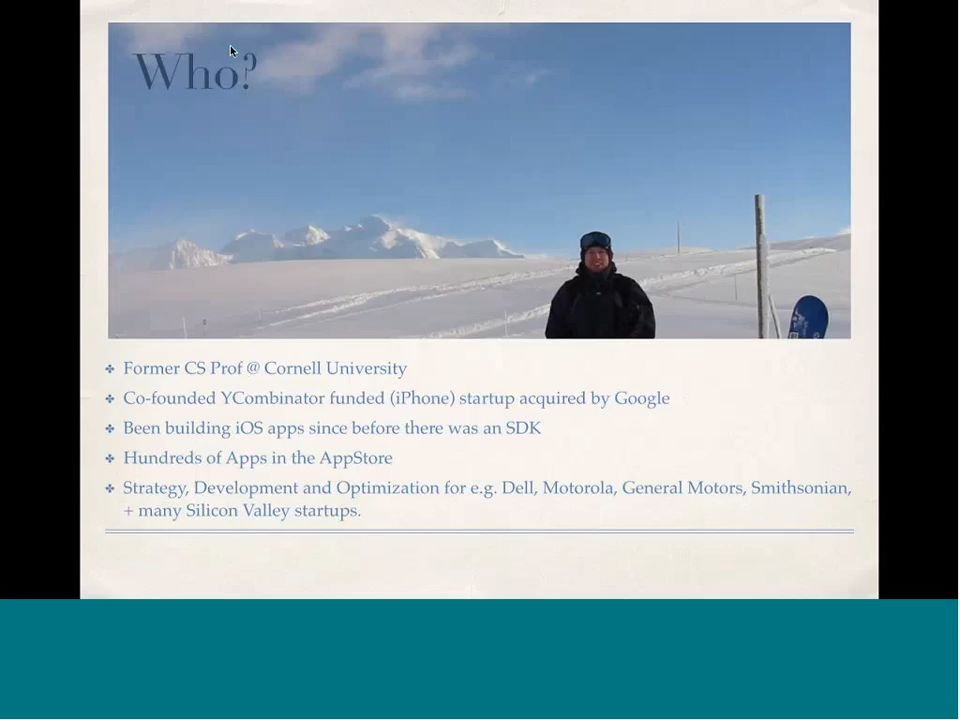 Who?
Former CS Prof @ Cornell University
Co-founded YCombinator funded (iPhone) startup acquired by Google
Been building iOS apps since before there was an SDK
Hundreds of Apps in the AppStore
Strategy, Development and Optimization for e.g. Dell, Motorola, General Motors, Smithsonian,
+ many Silicon Valley startups.